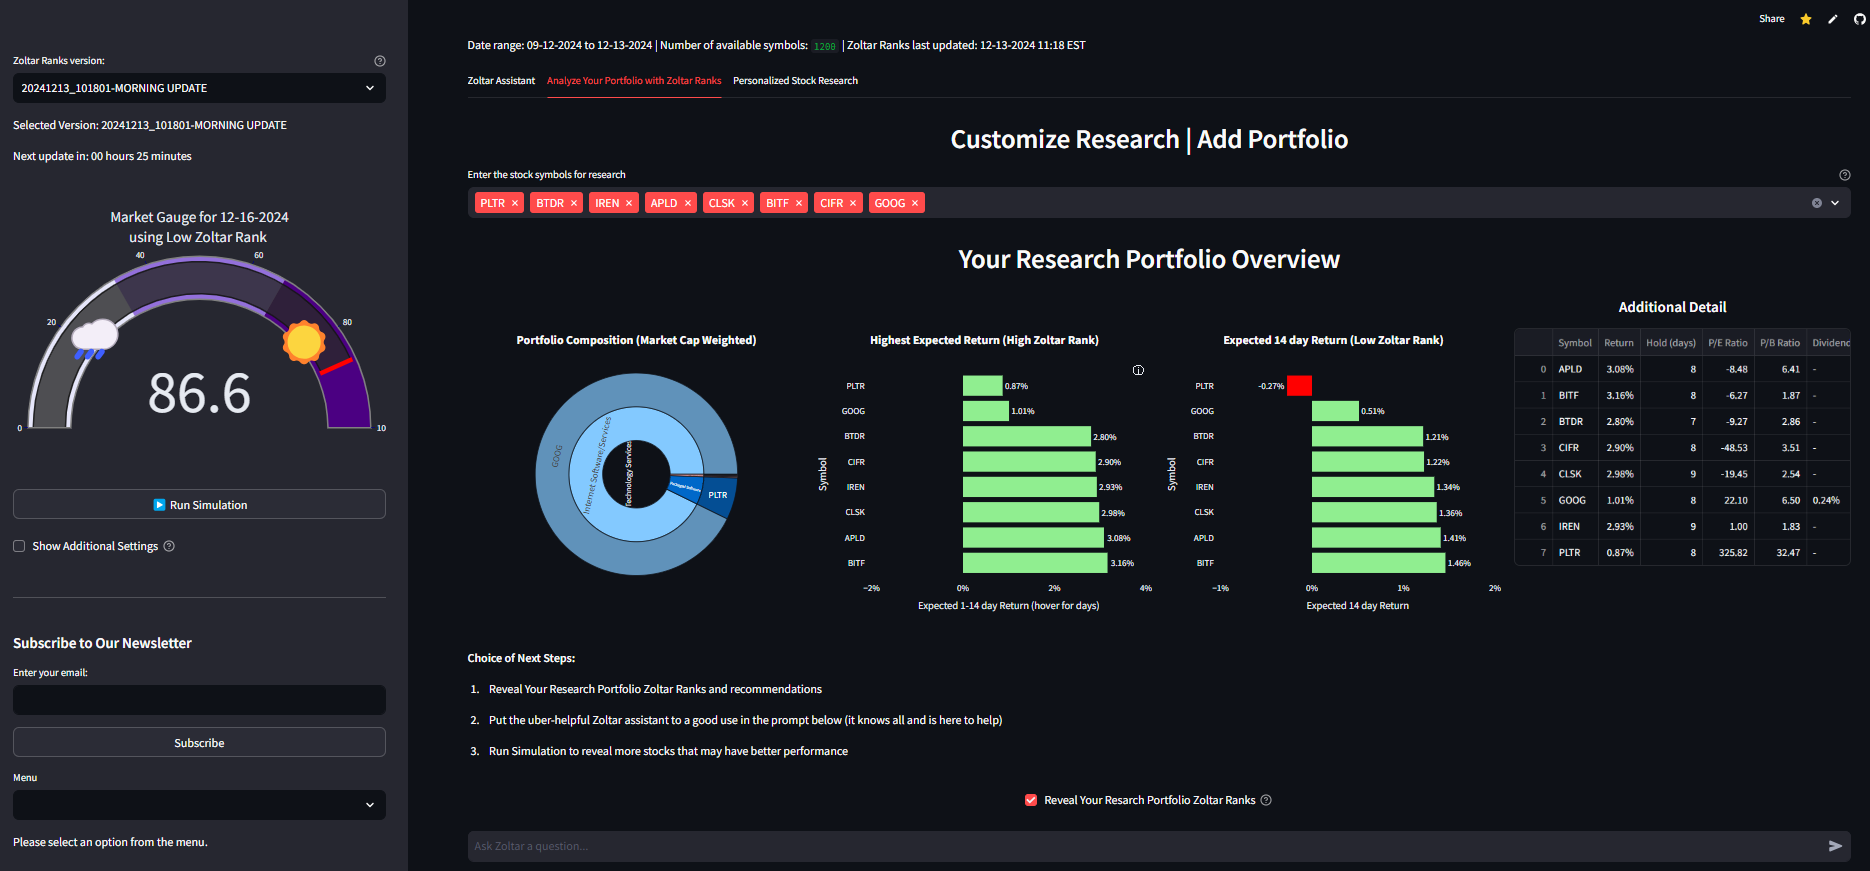 Share
Zoltar Ranks version:
20241213_101801-MORNING UPDATE
Selected Version: 20241213_101801-MORNING UPDATE
Next update in: 00 hours 25 minutes
Market Gauge for 12-16-2024
using Low Zoltar Rank
0
20
40
60
80
10
86.6
Run Simulation
Show Additional Settings
Subscribe to Our Newsletter
Enter your email:
Subscribe
Menu
Please select an option from the menu.
Date range: 09-12-2024 to 12-13-2024 | Number of available symbols: 1200 | Zoltar Ranks last updated: 12-13-2024 11:18 EST
Zoltar Assistant Analyze Your Portfolio with Zoltar Ranks Personalized Stock Research
Customize Research | Add Portfolio
Enter the stock symbols for research
PLTR × BTDR × IREN × APLD × CLSK × BITF × CIFR × GOOG ×
Your Research Portfolio Overview
Portfolio Composition (Market Cap Weighted)
GOOG
Internet Software/Services
Technology Services
Packaged Software
PLTR
Highest Expected Return (High Zoltar Rank)
Symbol
PLTR 0.87%
GOOG 1.01%
BTDR 2.80%
CIFR 2.90%
IREN 2.93%
CLSK 2.98%
APLD 3.08%
BITF 3.16%
−2% 0% 2% 4%
Expected 1-14 day Return (hover for days)
Expected 14 day Return (Low Zoltar Rank)
Symbol
PLTR -0.27%
GOOG 0.51%
BTDR 1.21%
CIFR 1.22%
IREN 1.34%
CLSK 1.36%
APLD 1.41%
BITF 1.46%
−1% 0% 1% 2%
Expected 14 day Return
Additional Detail
Symbol Return Hold (days) P/E Ratio P/B Ratio Dividenc
0 APLD 3.08% 8 -8.48 6.41 -
1 BITF 3.16% 8 -6.27 1.87 -
2 BTDR 2.80% 7 -9.27 2.86 -
3 CIFR 2.90% 8 -48.53 3.51 -
4 CLSK 2.98% 9 -19.45 2.54 -
5 GOOG 1.01% 8 22.10 6.50 0.24%
6 IREN 2.93% 9 1.00 1.83 -
7 PLTR 0.87% 8 325.82 32.47 -
Choice of Next Steps:
1. Reveal Your Research Portfolio Zoltar Ranks and recommendations
2. Put the uber-helpful Zoltar assistant to a good use in the prompt below (it knows all and is here to help)
3. Run Simulation to reveal more stocks that may have better performance
Reveal Your Resarch Portfolio Zoltar Ranks
Ask Zoltar a question...